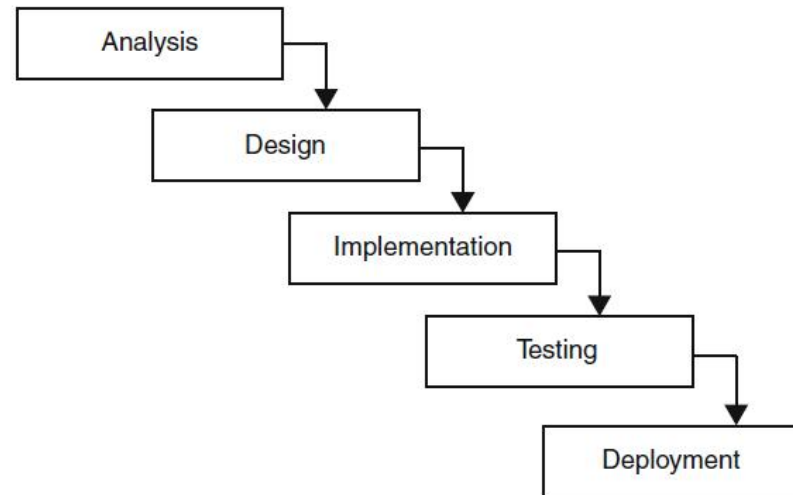 Analysis
Design
Implementation
Testing
Deployment